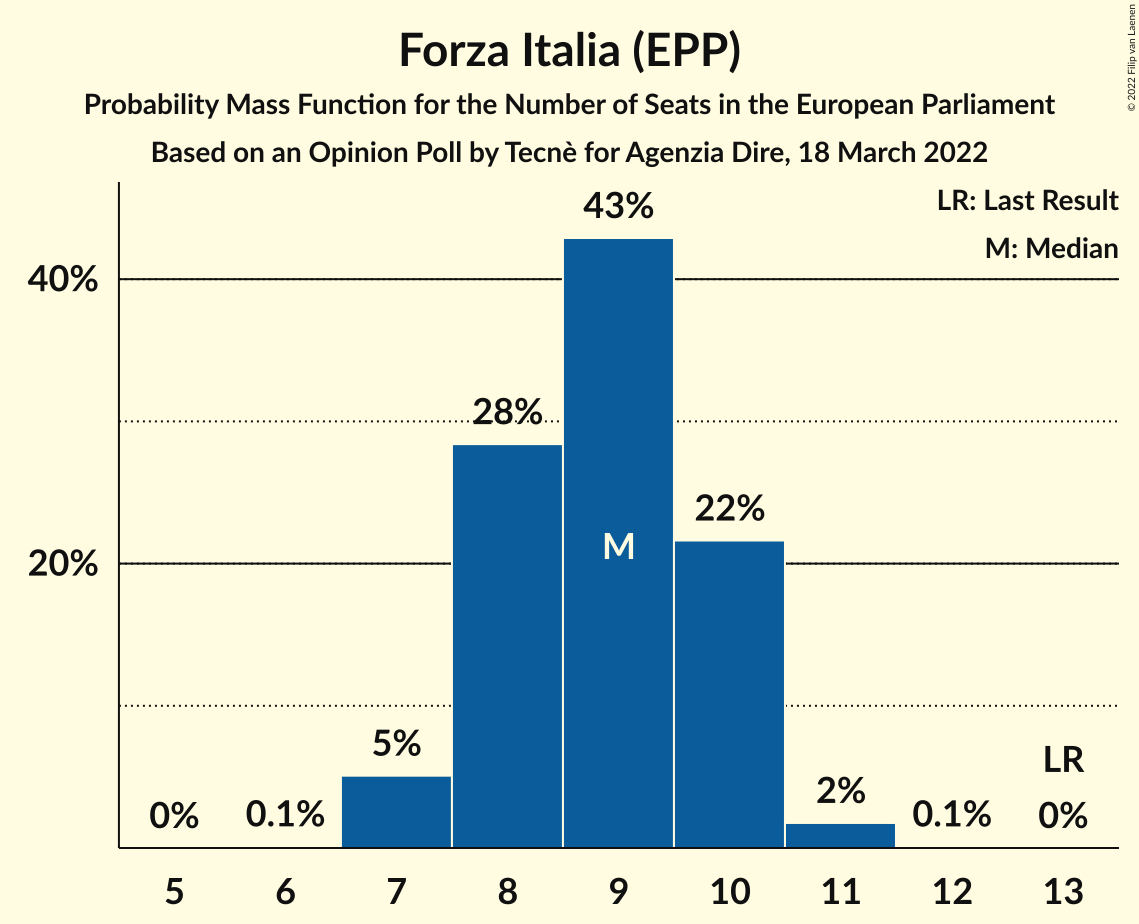 Forza Italia (EPP)
Probability Mass Function for the Number of Seats in the European Parliament
Based on an Opinion Poll by Tecnè for Agenzia Dire, 18 March 2022
© 2022 Filip van Laenen
LR: Last Result
M: Median
43%
40%
28%
22%
M
20%
5%
LR
2%
0%
0.1%
0.1%
0%
5 6 7 8 9 10 11 12 13